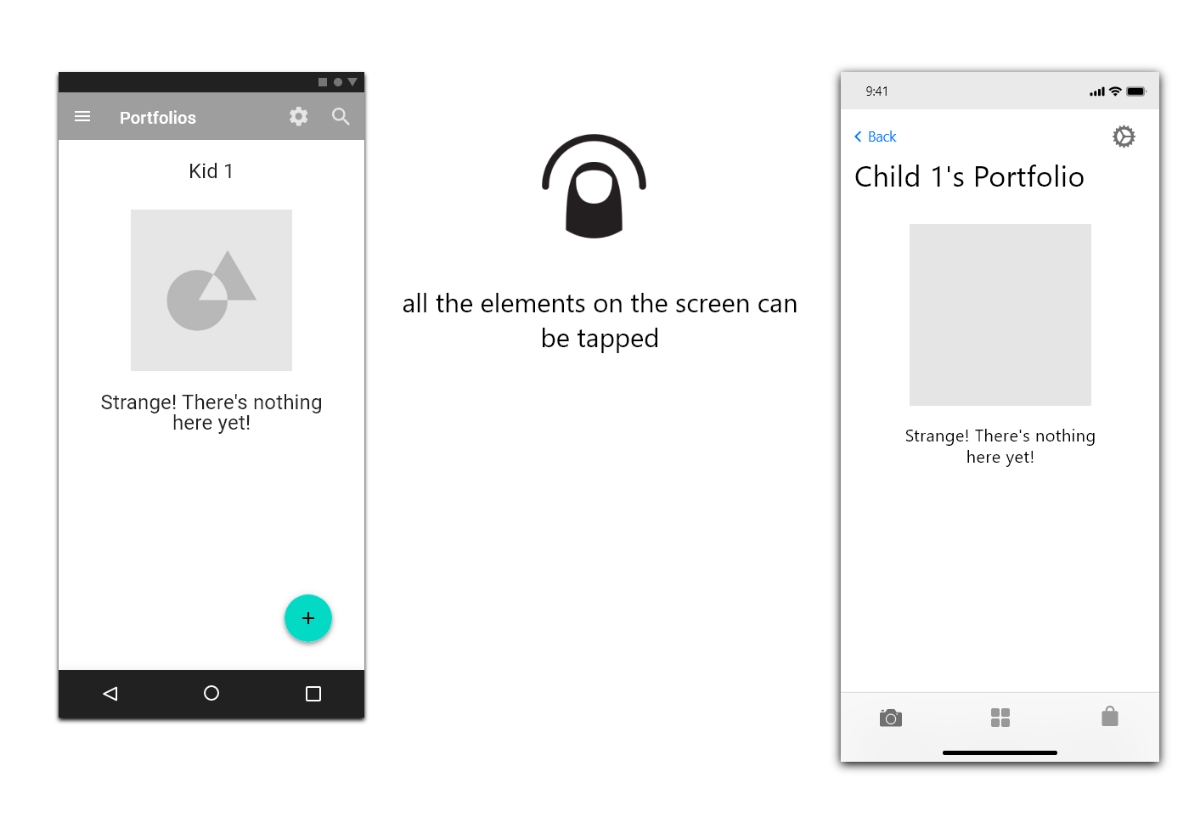 Portfolios
Kid 1
Strange! There's nothing
here yet!
+
all the elements on the screen can
be tapped
9:41
Back
Child 1's Portfolio
Strange! There's nothing
here yet!